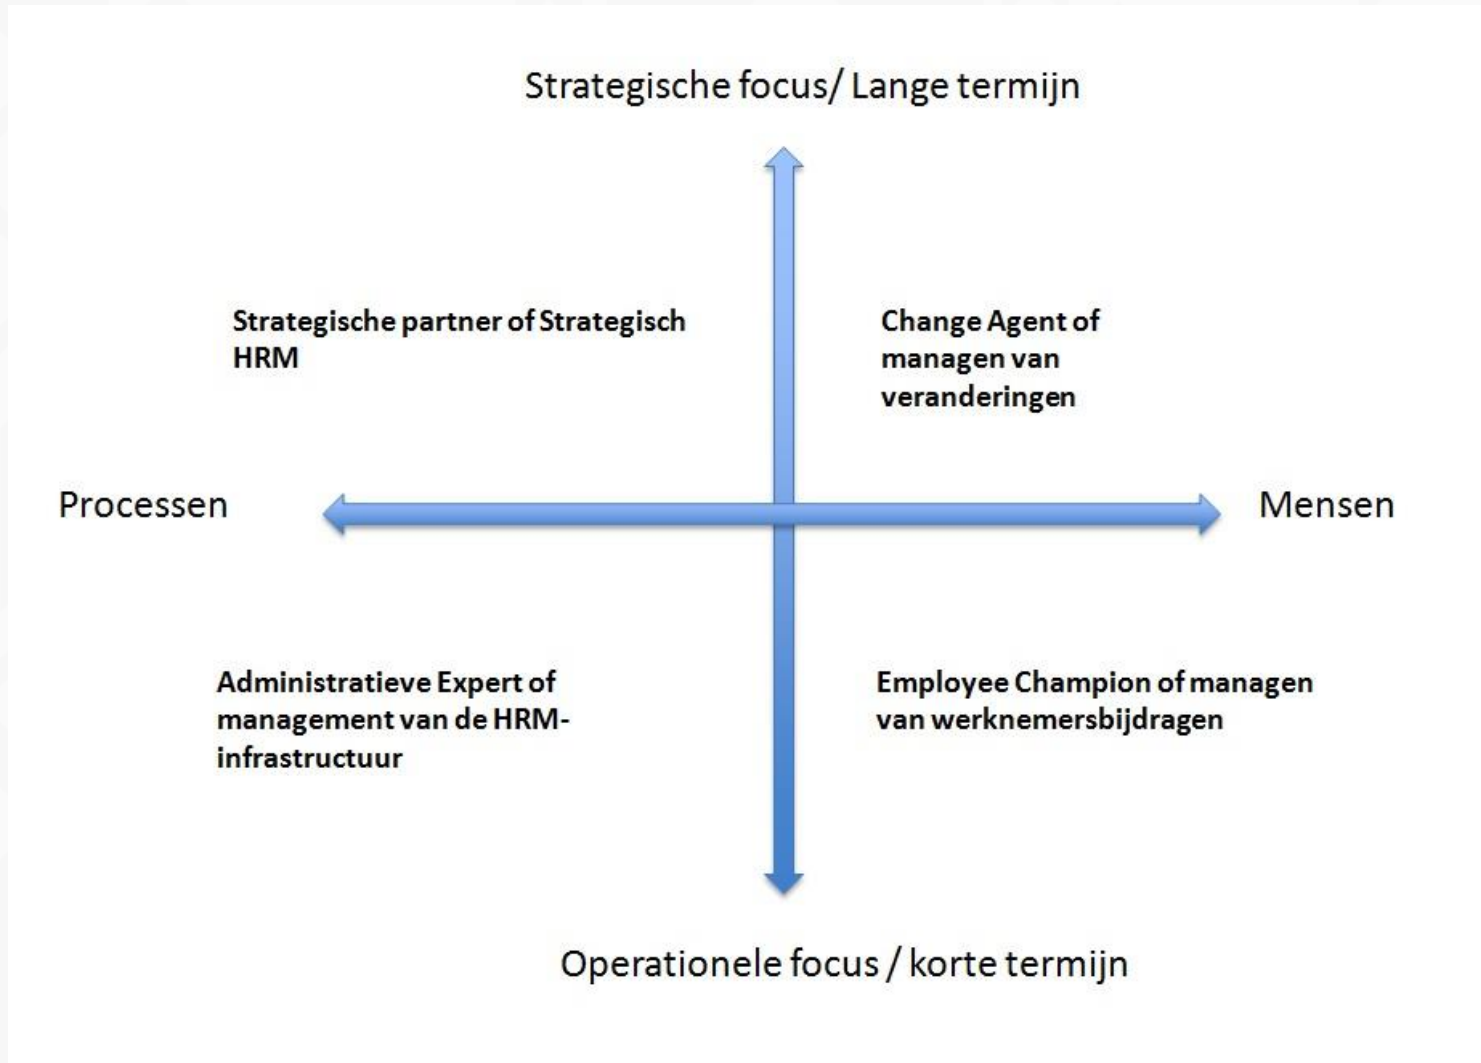 Strategische focus/ Lange termijn
Strategische partner of Strategisch
HRM
Change Agent of
managen van
veranderingen
Processen
Mensen
Administratieve Expert of
management van de HRM-
infrastructuur
Employee Champion of managen
van werknemersbijdragen
Operationele focus / korte termijn